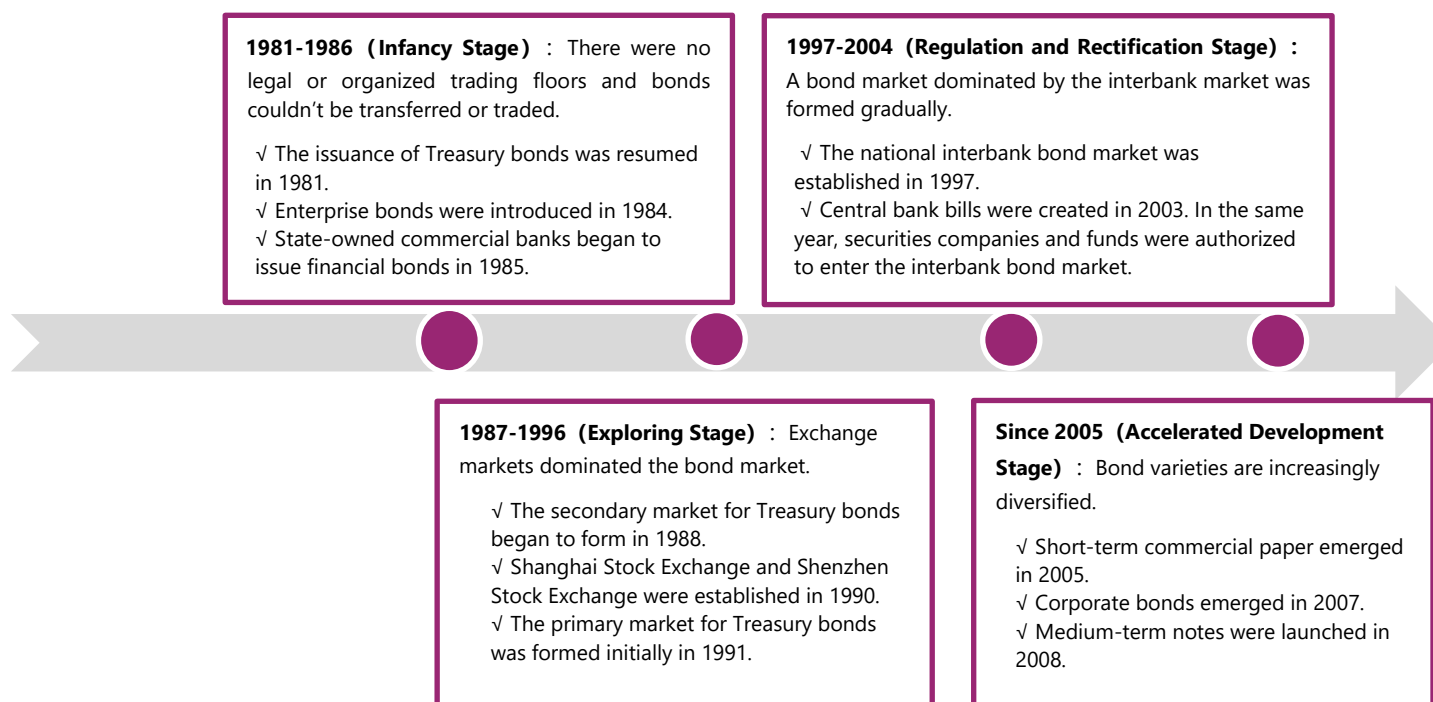 1981-1986（Infancy Stage）：There were no
legal or organized trading floors and bonds
couldn’t be transferred or traded.
√ The issuance of Treasury bonds was resumed
in 1981.
√ Enterprise bonds were introduced in 1984.
√ State-owned commercial banks began to
issue financial bonds in 1985.
1997-2004（Regulation and Rectification Stage）：
A bond market dominated by the interbank market was
formed gradually.
√ The national interbank bond market was
established in 1997.
√ Central bank bills were created in 2003. In the same
year, securities companies and funds were authorized
to enter the interbank bond market.
1987-1996（Exploring Stage）：Exchange
markets dominated the bond market.
√ The secondary market for Treasury bonds
began to form in 1988.
√ Shanghai Stock Exchange and Shenzhen
Stock Exchange were established in 1990.
√ The primary market for Treasury bonds
was formed initially in 1991.
Since 2005（Accelerated Development
Stage）：Bond varieties are increasingly
diversified.
√ Short-term commercial paper emerged
in 2005.
√ Corporate bonds emerged in 2007.
√ Medium-term notes were launched in
2008.